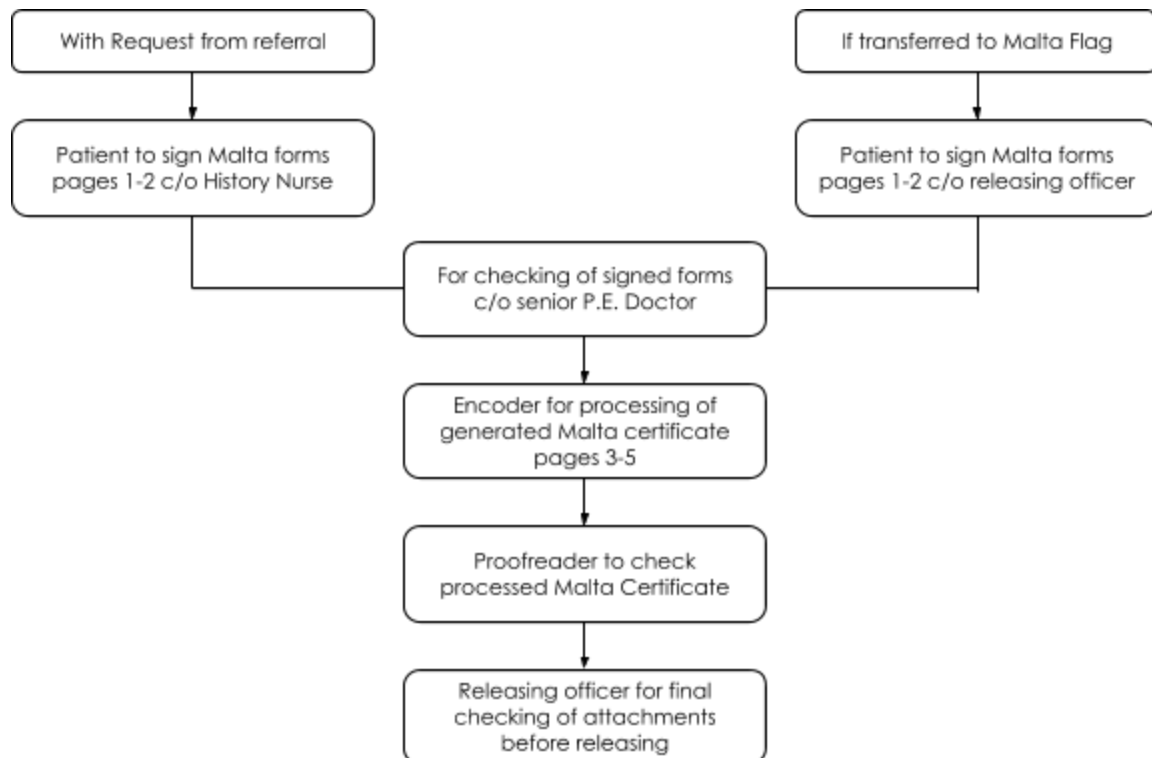 With Request from referral
If transferred to Malta Flag
Patient to sign Malta forms
pages 1-2 c/o History Nurse
Patient to sign Malta forms
pages 1-2 c/o releasing officer
For checking of signed forms
c/o senior P.E. Doctor
Encoder for processing of
generated Malta certificate
pages 3-5
Proofreader to check
processed Malta Certificate
Releasing officer for final
checking of attachments
before releasing